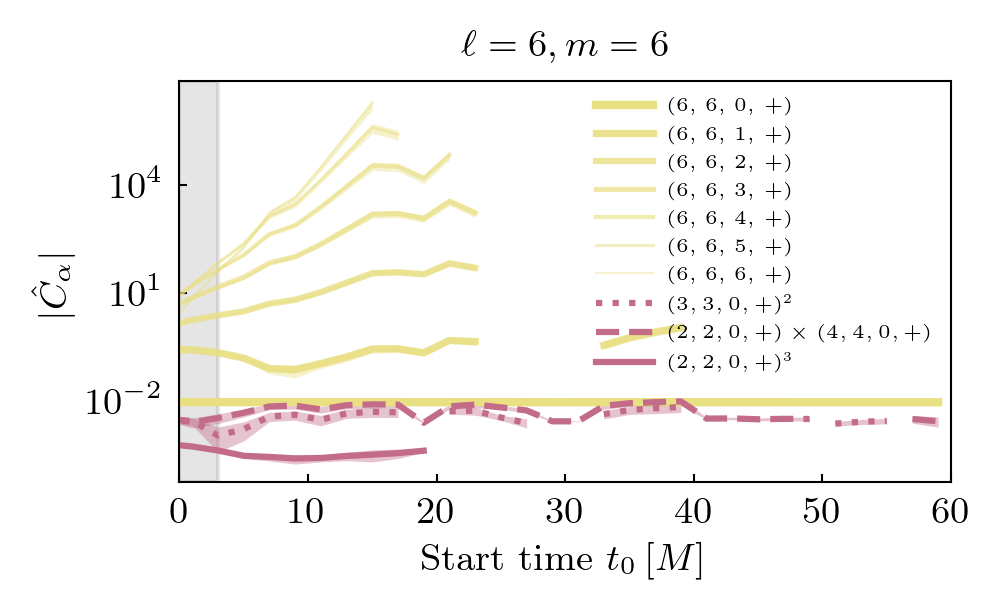 ℓ = 6, m = 6
|Ĉ_α|
10^4
10^1
10^−2
(6, 6, 0, +)
(6, 6, 1, +)
(6, 6, 2, +)
(6, 6, 3, +)
(6, 6, 4, +)
(6, 6, 5, +)
(6, 6, 6, +)
(3, 3, 0, +)^2
(2, 2, 0, +) × (4, 4, 0, +)
(2, 2, 0, +)^3
0 10 20 30 40 50 60
Start time t_0 [M]